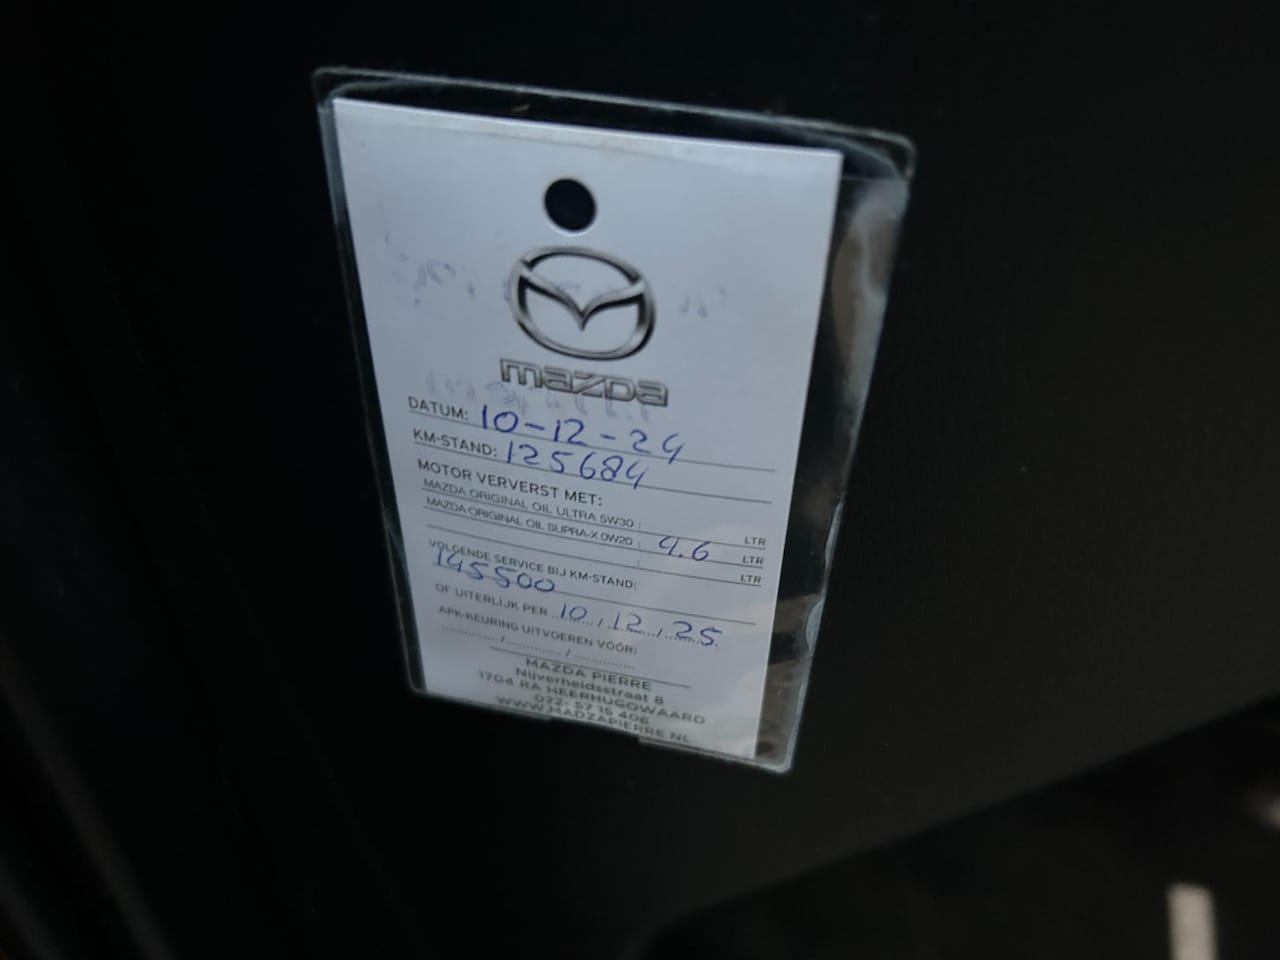 mazda
DATUM: 10-12-24
KM-STAND: 125684
MOTOR VERVERST MET:
MAZDA ORIGINAL OIL ULTRA 5W30 : LTR
MAZDA ORIGINAL OIL SUPRA-X 0W20 : 4.6 LTR
: LTR
VOLGENDE SERVICE BIJ KM-STAND:
145500
OF UITERLIJK PER 10 / 12 / 25
APK-KEURING UITVOEREN VÓÓR:
............/............/............
MAZDA PIERRE
Nijverheidsstraat 8
1704 RA HEERHUGOWAARD
072- 57 15 406
WWW.MADZAPIERRE.NL